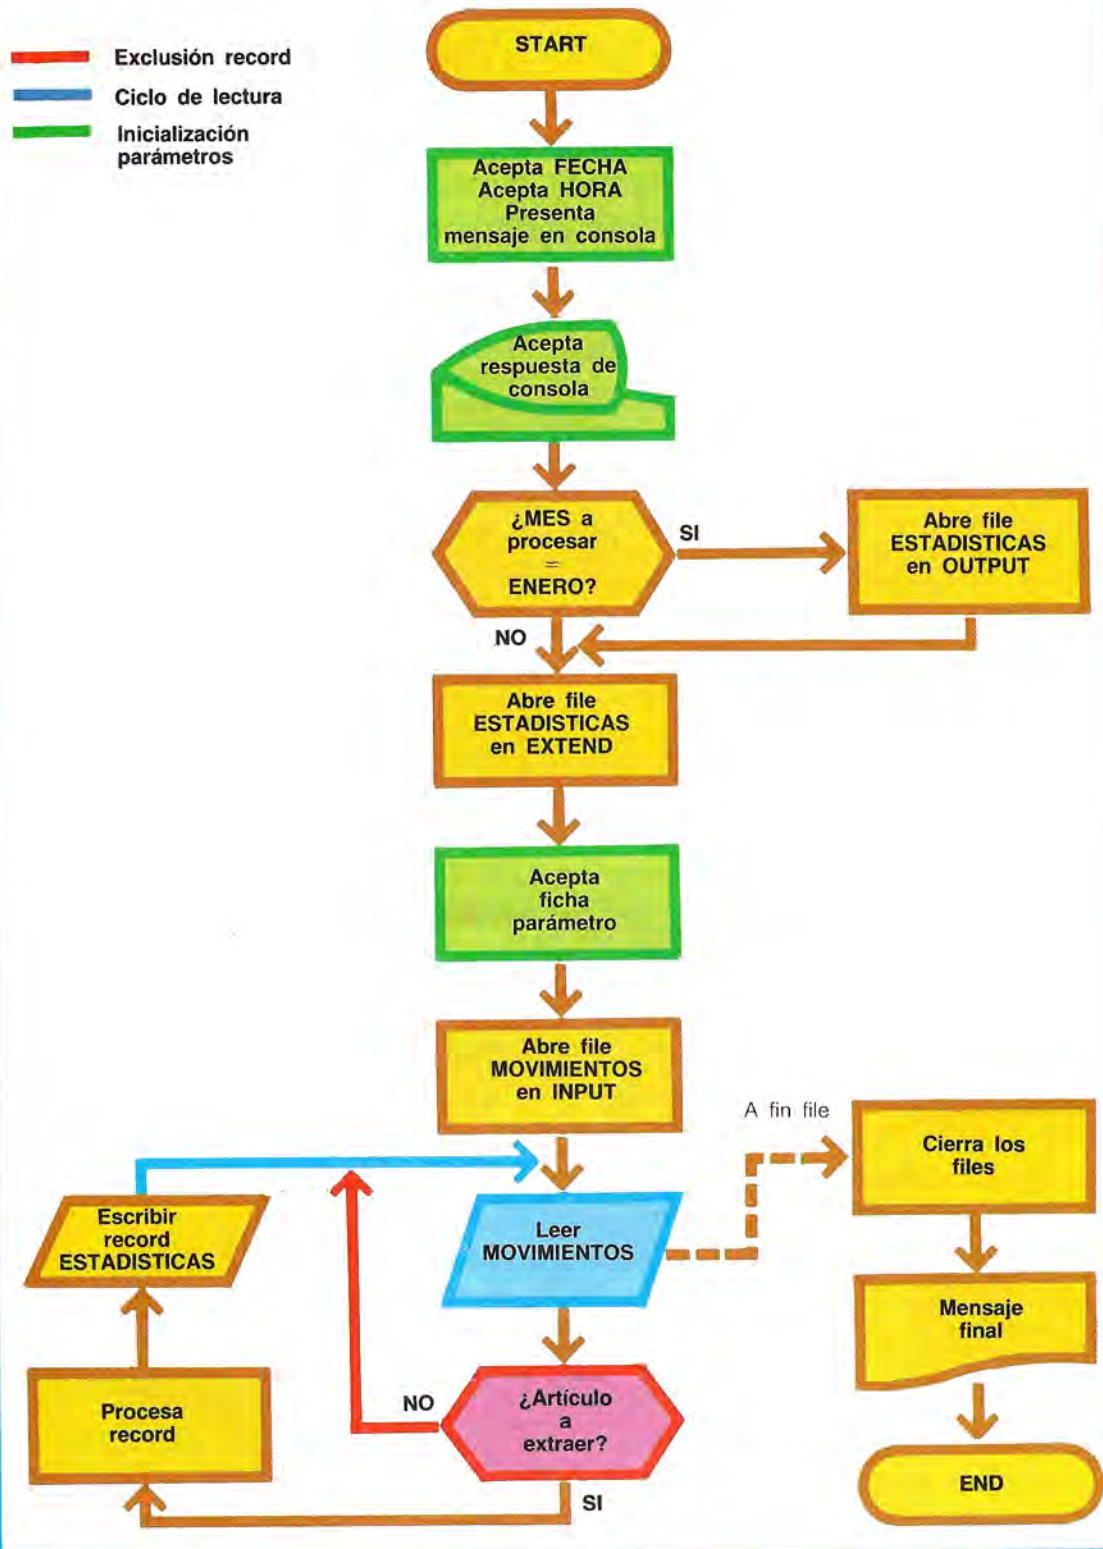 Exclusión record
Ciclo de lectura
Inicialización
parámetros
START
Acepta FECHA
Acepta HORA
Presenta
mensaje en consola
Acepta
respuesta de
consola
¿MES a
procesar
=
ENERO?
SI
Abre file
ESTADISTICAS
en OUTPUT
NO
Abre file
ESTADISTICAS
en EXTEND
Acepta
ficha
parámetro
Abre file
MOVIMIENTOS
en INPUT
A fin file
Cierra los
files
Escribir
record
ESTADISTICAS
Leer
MOVIMIENTOS
Mensaje
final
Procesa
record
NO
¿Artículo
a
extraer?
SI
END